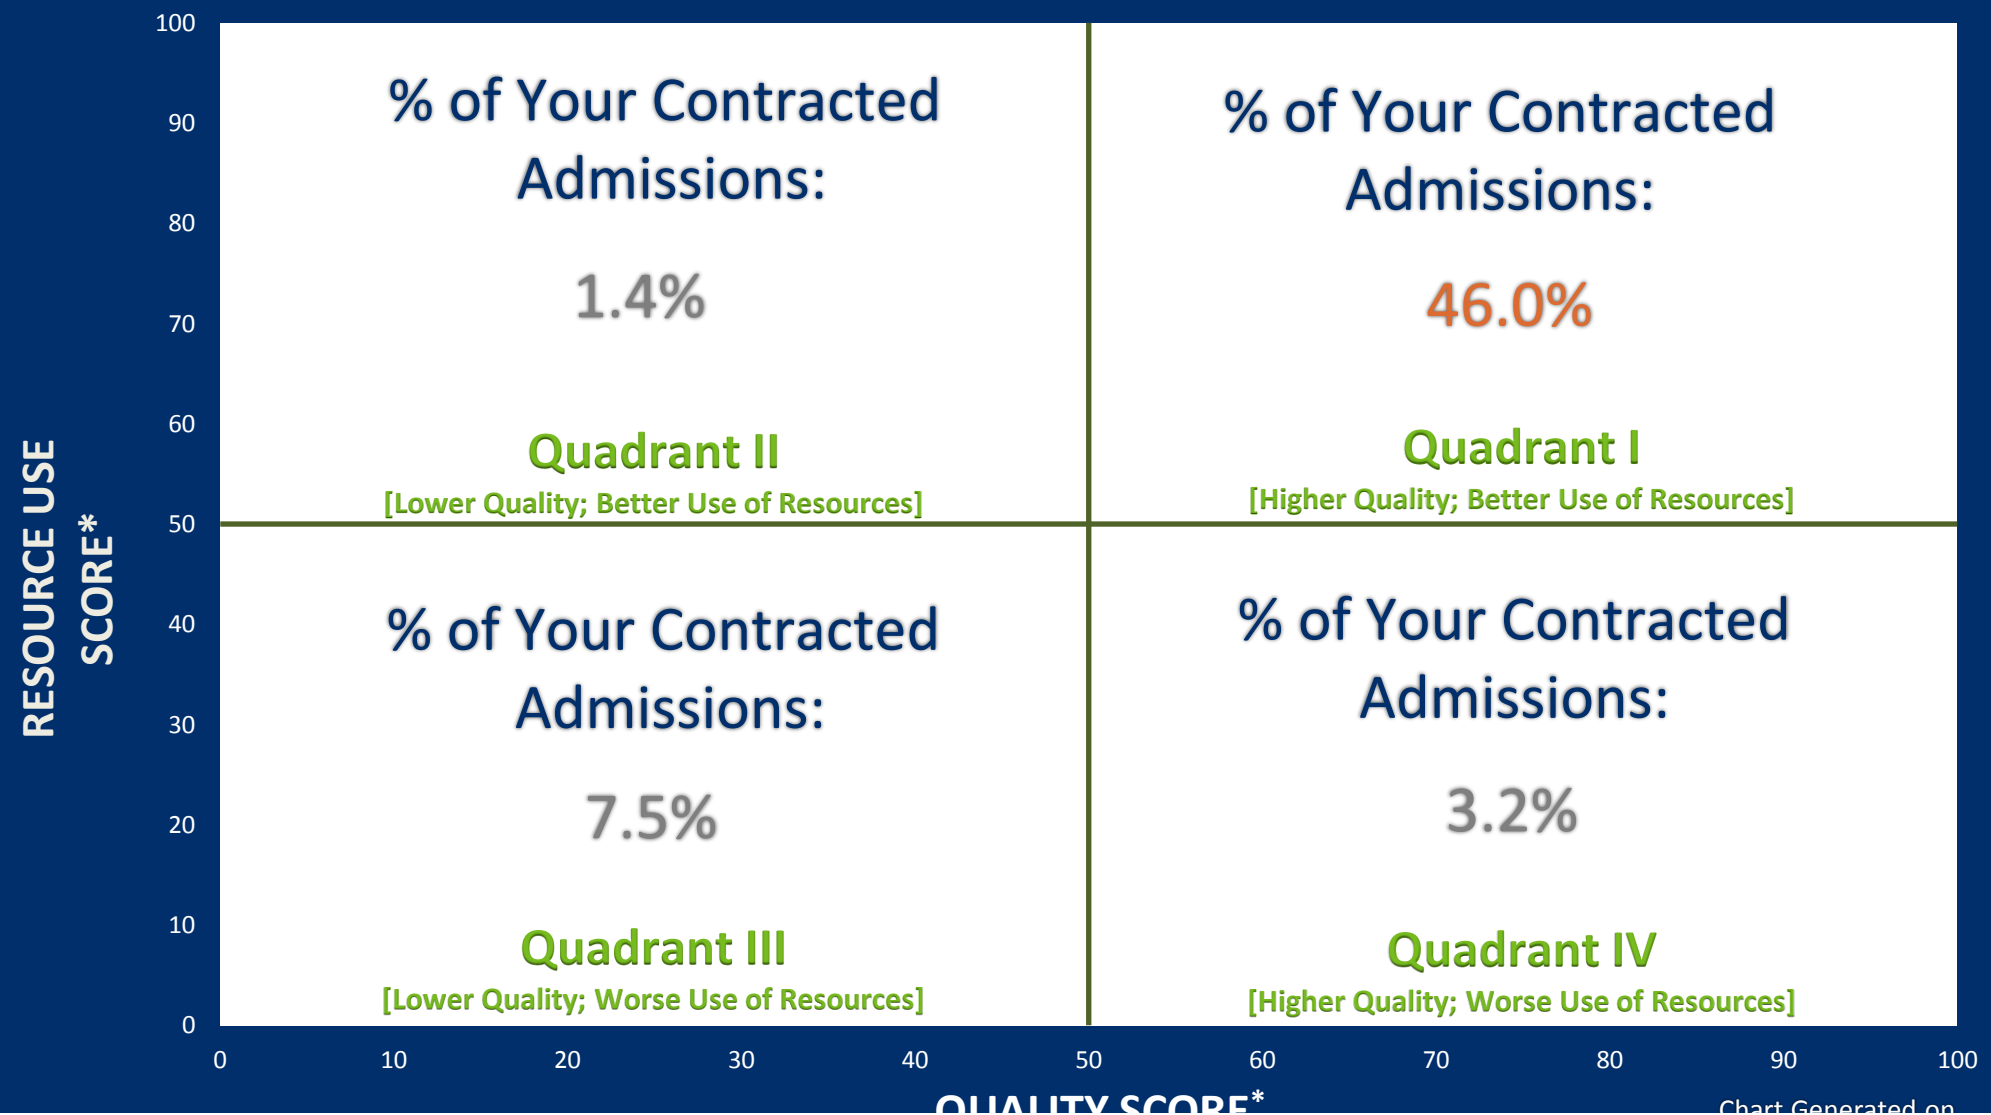 100
90
80
70
60
50
40
30
20
10
0
RESOURCE USE
SCORE*
% of Your Contracted
Admissions:
1.4%
Quadrant II
[Lower Quality; Better Use of Resources]
% of Your Contracted
Admissions:
46.0%
Quadrant I
[Higher Quality; Better Use of Resources]
% of Your Contracted
Admissions:
7.5%
Quadrant III
[Lower Quality; Worse Use of Resources]
% of Your Contracted
Admissions:
3.2%
Quadrant IV
[Higher Quality; Worse Use of Resources]
0 10 20 30 40 50 60 70 80 90 100
QUALITY SCORE*
Chart Generated on